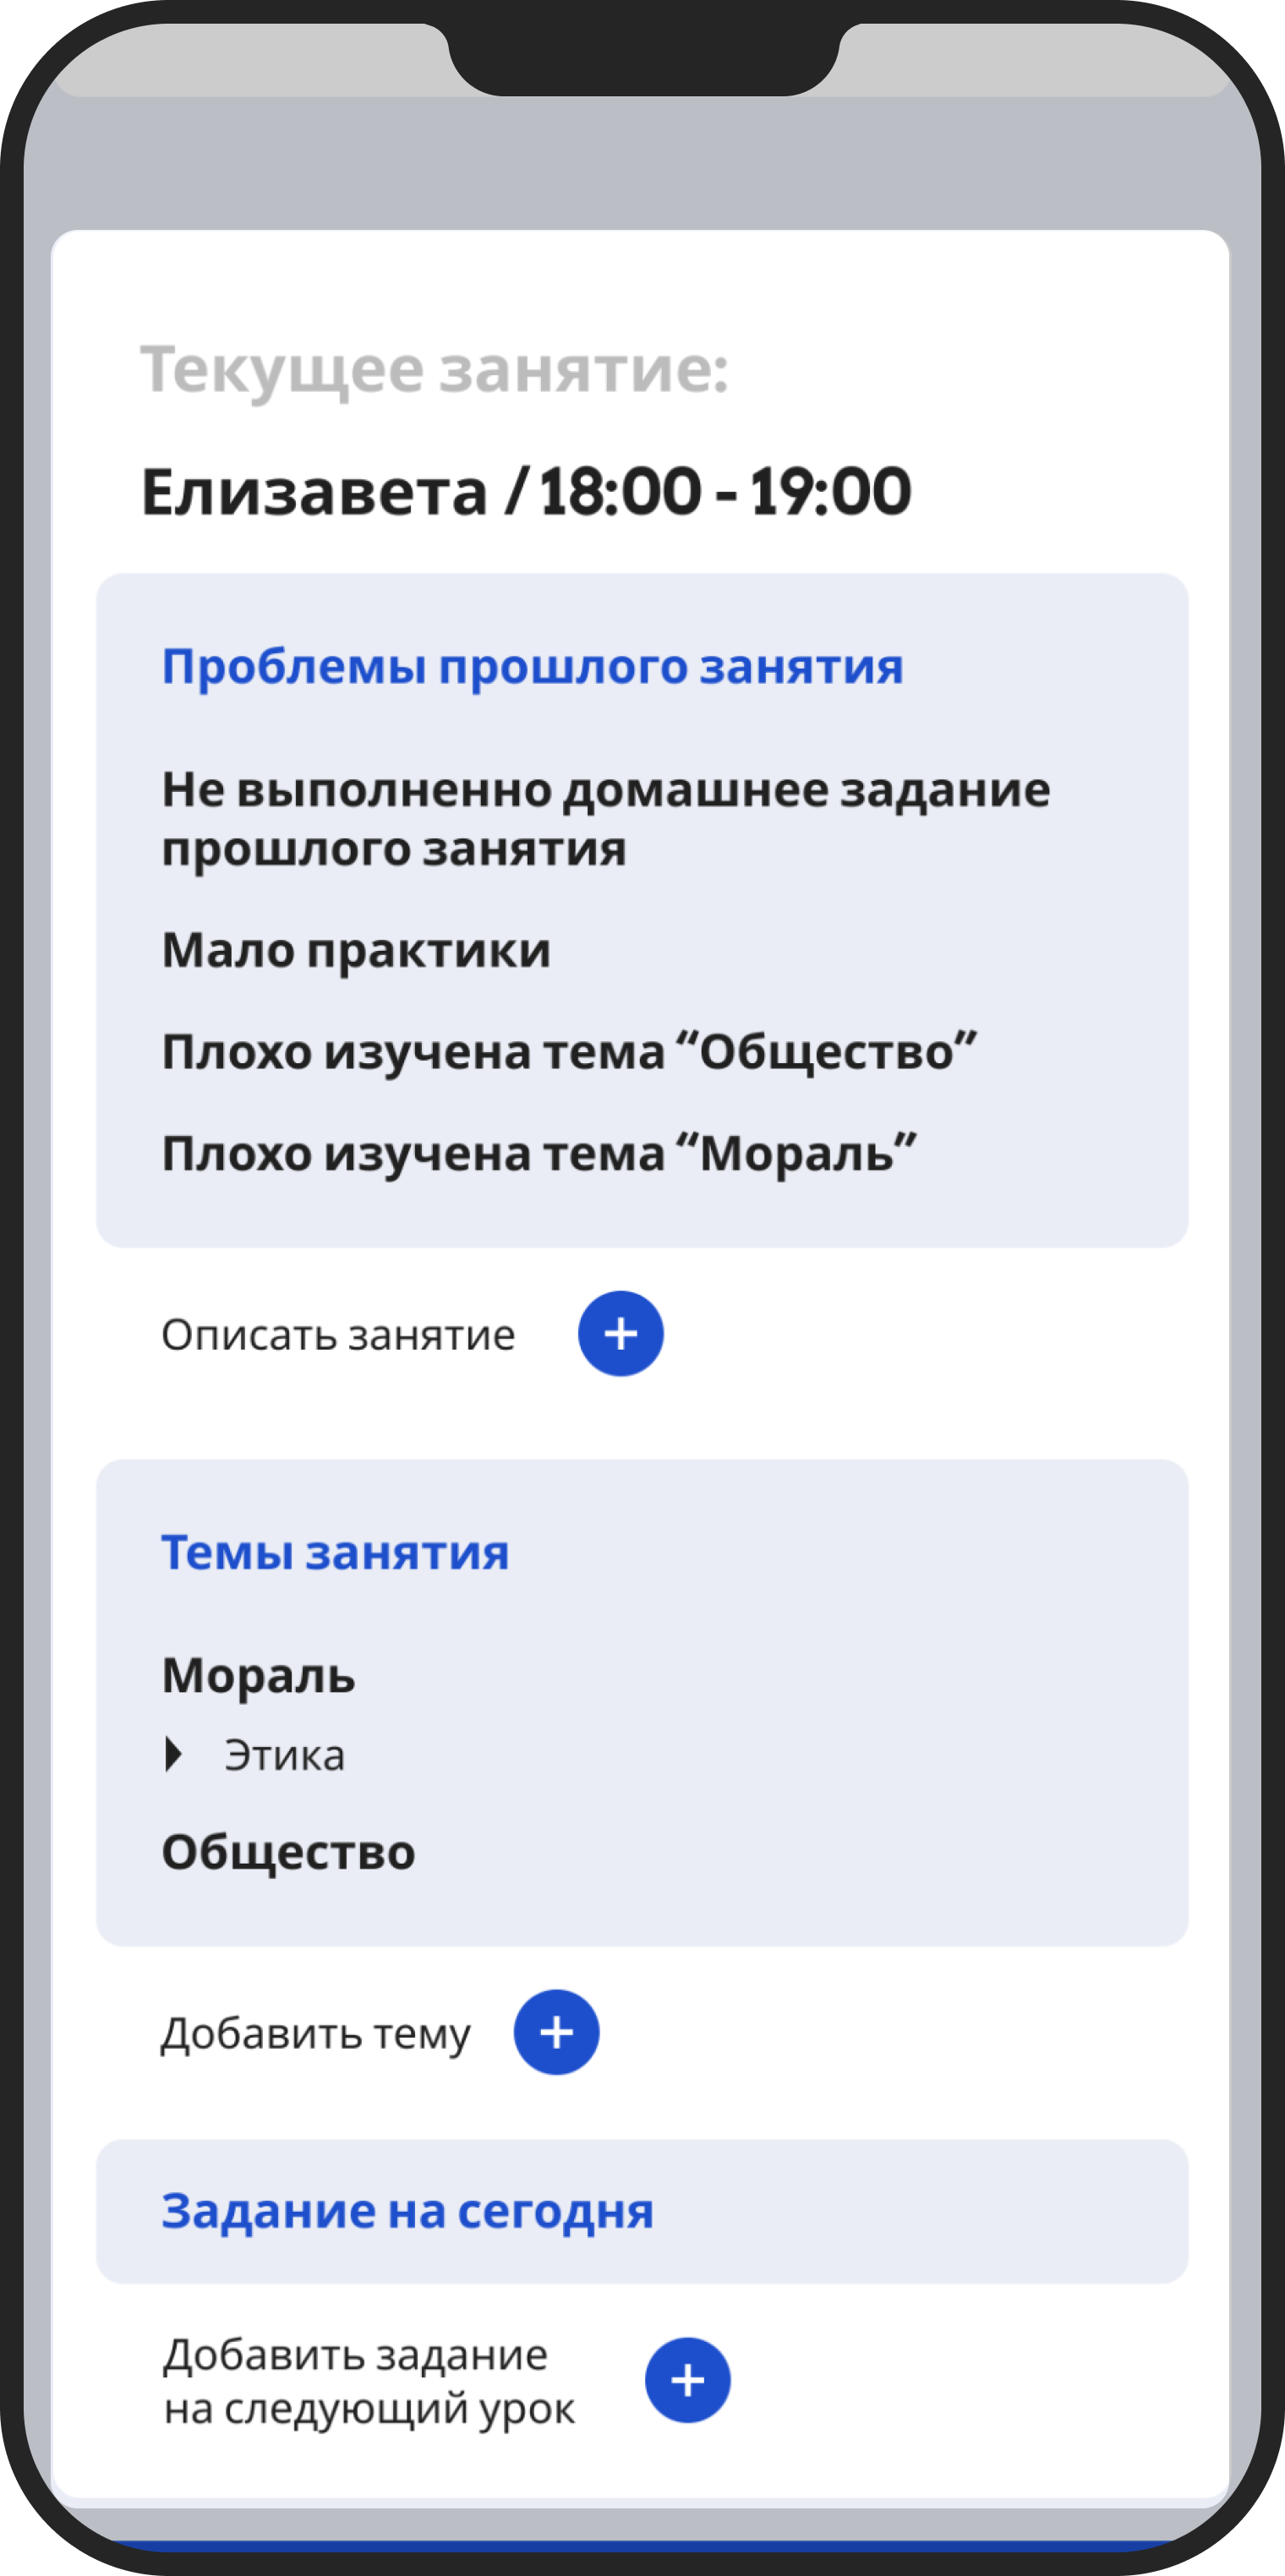 Текущее занятие:
Елизавета / 18:00 - 19:00
Проблемы прошлого занятия
Не выполненно домашнее задание
прошлого занятия
Мало практики
Плохо изучена тема “Общество”
Плохо изучена тема “Мораль”
Описать занятие
Темы занятия
Мораль
Этика
Общество
Добавить тему
Задание на сегодня
Добавить задание
на следующий урок